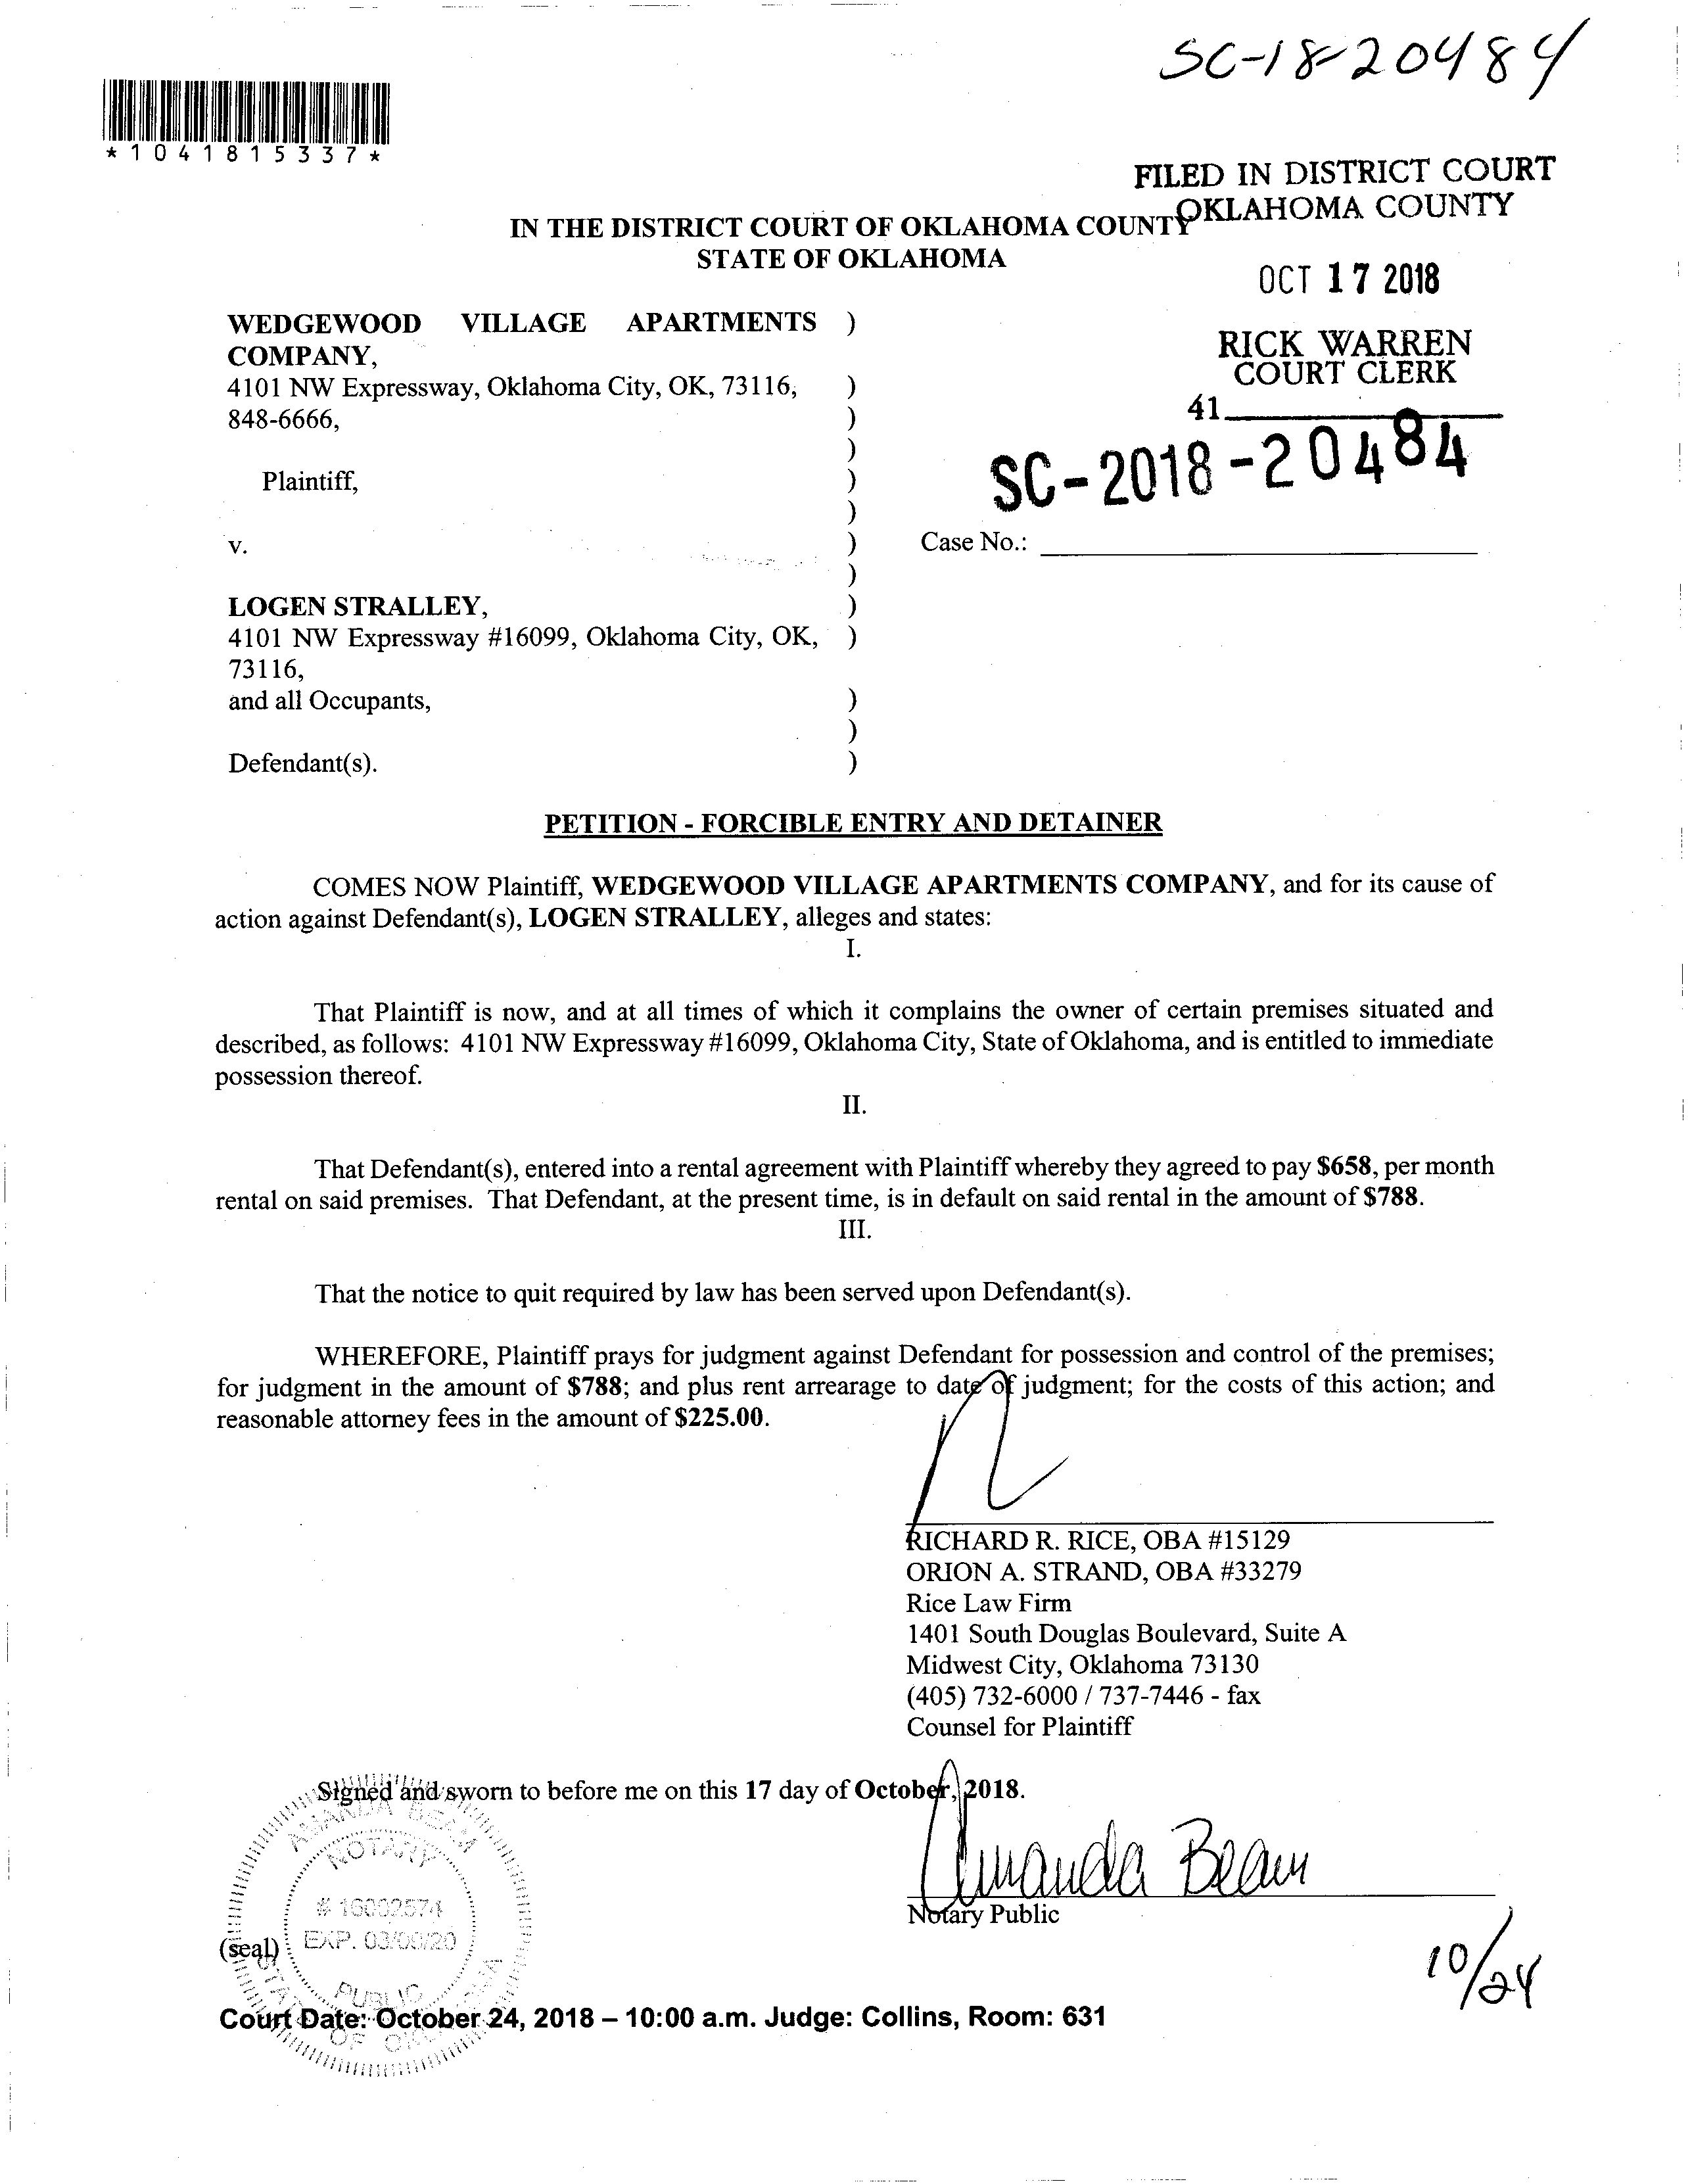 SC-18-20484
*1041815337*
FILED IN DISTRICT COURT
OKLAHOMA COUNTY
IN THE DISTRICT COURT OF OKLAHOMA COUNTY
STATE OF OKLAHOMA
OCT 17 2018
RICK WARREN
COURT CLERK
41
SC-2018-20484
WEDGEWOOD VILLAGE APARTMENTS )
COMPANY,
4101 NW Expressway, Oklahoma City, OK, 73116, )
848-6666, )
)
Plaintiff, )
)
v. ) Case No.:
)
LOGEN STRALLEY, )
4101 NW Expressway #16099, Oklahoma City, OK, )
73116,
and all Occupants, )
)
Defendant(s). )
PETITION - FORCIBLE ENTRY AND DETAINER
COMES NOW Plaintiff, WEDGEWOOD VILLAGE APARTMENTS COMPANY, and for its cause of
action against Defendant(s), LOGEN STRALLEY, alleges and states:
I.
That Plaintiff is now, and at all times of which it complains the owner of certain premises situated and
described, as follows: 4101 NW Expressway #16099, Oklahoma City, State of Oklahoma, and is entitled to immediate
possession thereof.
II.
That Defendant(s), entered into a rental agreement with Plaintiff whereby they agreed to pay $658, per month
rental on said premises. That Defendant, at the present time, is in default on said rental in the amount of $788.
III.
That the notice to quit required by law has been served upon Defendant(s).
WHEREFORE, Plaintiff prays for judgment against Defendant for possession and control of the premises;
for judgment in the amount of $788; and plus rent arrearage to date of judgment; for the costs of this action; and
reasonable attorney fees in the amount of $225.00.
RICHARD R. RICE, OBA #15129
ORION A. STRAND, OBA #33279
Rice Law Firm
1401 South Douglas Boulevard, Suite A
Midwest City, Oklahoma 73130
(405) 732-6000 / 737-7446 - fax
Counsel for Plaintiff
Signed and sworn to before me on this 17 day of October, 2018.
AMANDA BEAM
NOTARY
# 16002574
EXP. 03/09/20
PUBLIC
STATE OF OKLAHOMA
Amanda Beam
Notary Public
(seal)
10/24
Court Date: October 24, 2018 – 10:00 a.m. Judge: Collins, Room: 631